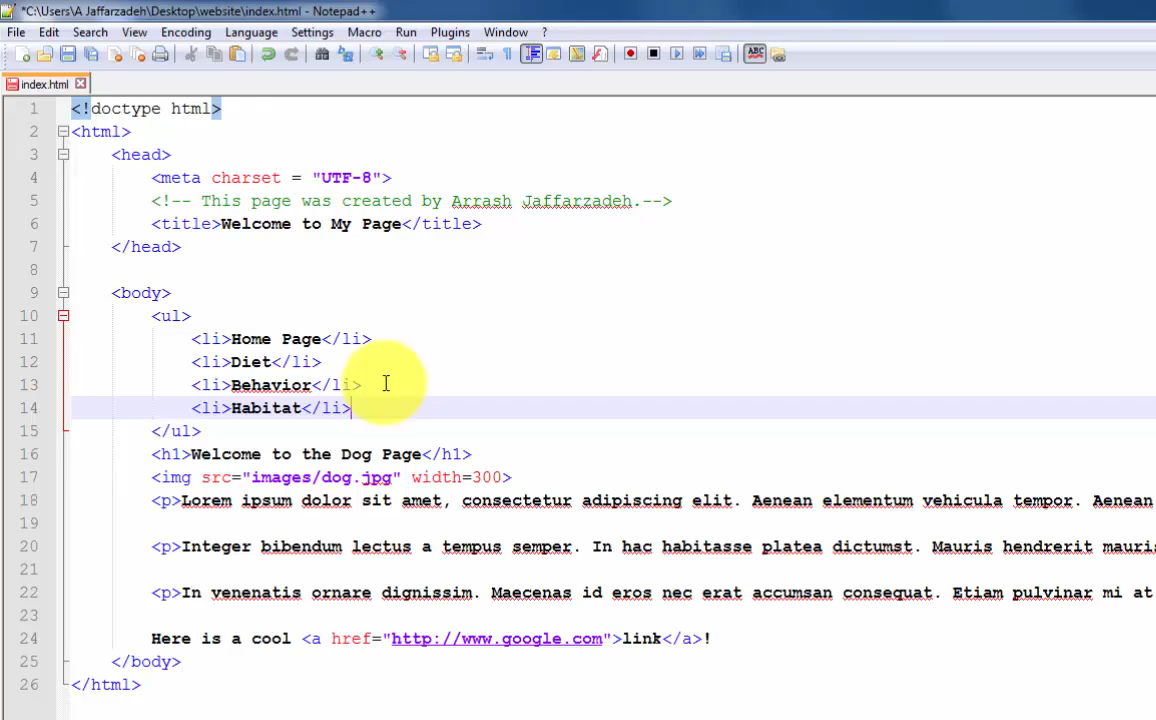 *C:\Users\A Jaffarzadeh\Desktop\website\index.html - Notepad++
File Edit Search View Encoding Language Settings Macro Run Plugins Window ?
ABC
index.html
1 <!doctype html>
2 <html>
3 <head>
4 <meta charset = "UTF-8">
5 <!-- This page was created by Arrash Jaffarzadeh.-->
6 <title>Welcome to My Page</title>
7 </head>
8
9 <body>
10 <ul>
11 <li>Home Page</li>
12 <li>Diet</li>
13 <li>Behavior</li>
14 <li>Habitat</li>
15 </ul>
16 <h1>Welcome to the Dog Page</h1>
17 <img src="images/dog.jpg" width=300>
18 <p>Lorem ipsum dolor sit amet, consectetur adipiscing elit. Aenean elementum vehicula tempor. Aenean
19
20 <p>Integer bibendum lectus a tempus semper. In hac habitasse platea dictumst. Mauris hendrerit mauris
21
22 <p>In venenatis ornare dignissim. Maecenas id eros nec erat accumsan consequat. Etiam pulvinar mi at
23
24 Here is a cool <a href="http://www.google.com">link</a>!
25 </body>
26 </html>